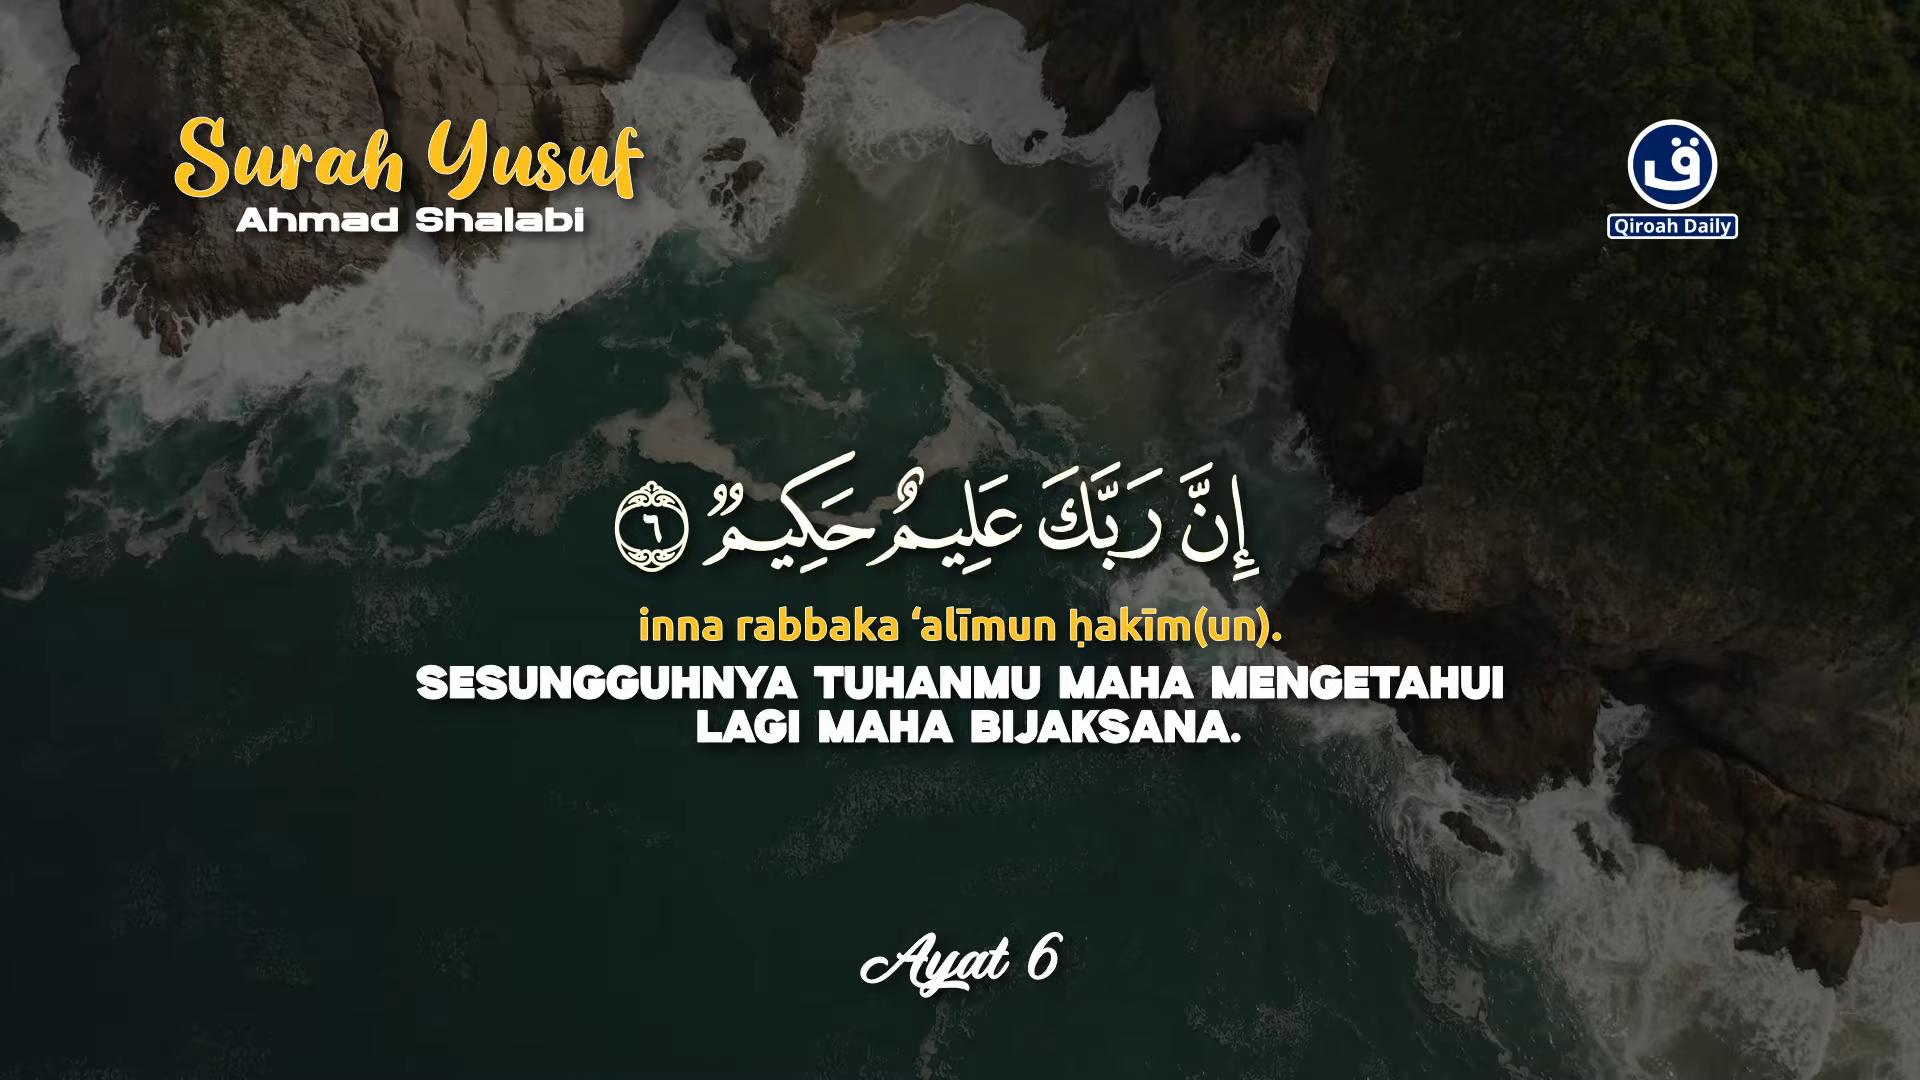 Surah Yusuf
Ahmad Shalabi
ق
Qiroah Daily
إِنَّ رَبَّكَ عَلِيمٌ حَكِيمٌ ٦
inna rabbaka ‘alīmun ḥakīm(un).
SESUNGGUHNYA TUHANMU MAHA MENGETAHUI
LAGI MAHA BIJAKSANA.
Ayat 6